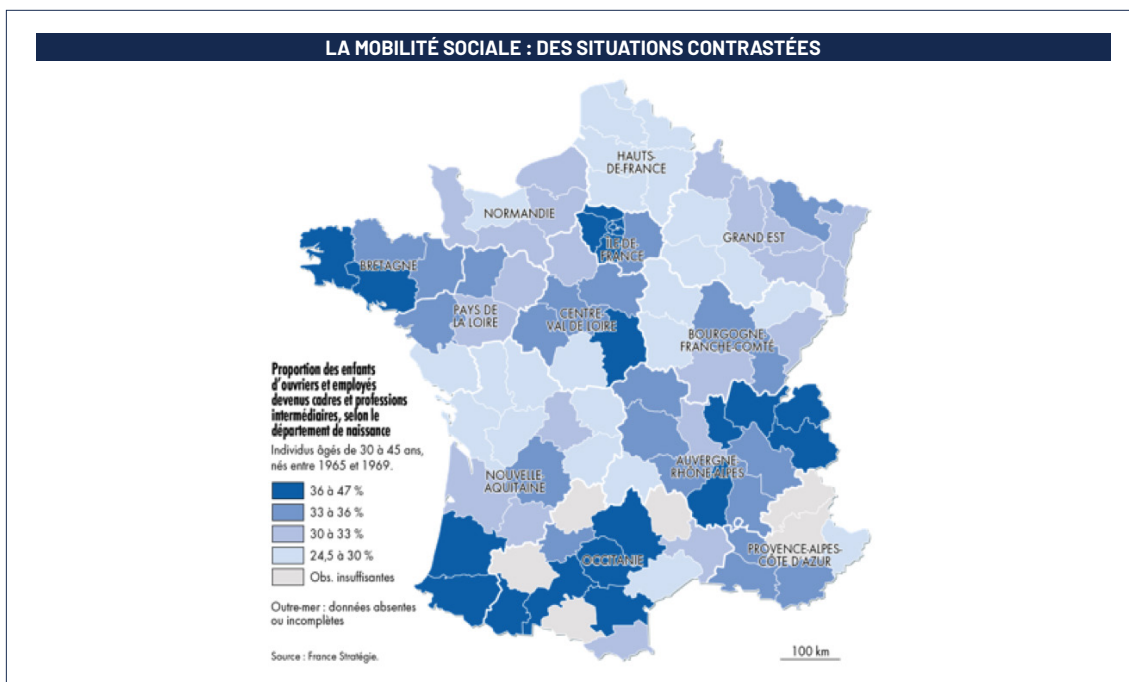 LA MOBILITÉ SOCIALE : DES SITUATIONS CONTRASTÉES
HAUTS-
DE-FRANCE
NORMANDIE
ÎLE-DE-
FRANCE
GRAND EST
BRETAGNE
PAYS DE
LA LOIRE
CENTRE-
VAL DE LOIRE
BOURGOGNE-
FRANCHE-COMTÉ
NOUVELLE-
AQUITAINE
AUVERGNE-
RHÔNE-ALPES
OCCITANIE
PROVENCE-ALPES-
CÔTE D'AZUR
Proportion des enfants
d'ouvriers et employés
devenus cadres et professions
intermédiaires, selon le
département de naissance
Individus âgés de 30 à 45 ans,
nés entre 1965 et 1969.
36 à 47 %
33 à 36 %
30 à 33 %
24,5 à 30 %
Obs. insuffisantes
Outre-mer : données absentes
ou incomplètes
Source : France Stratégie.
100 km